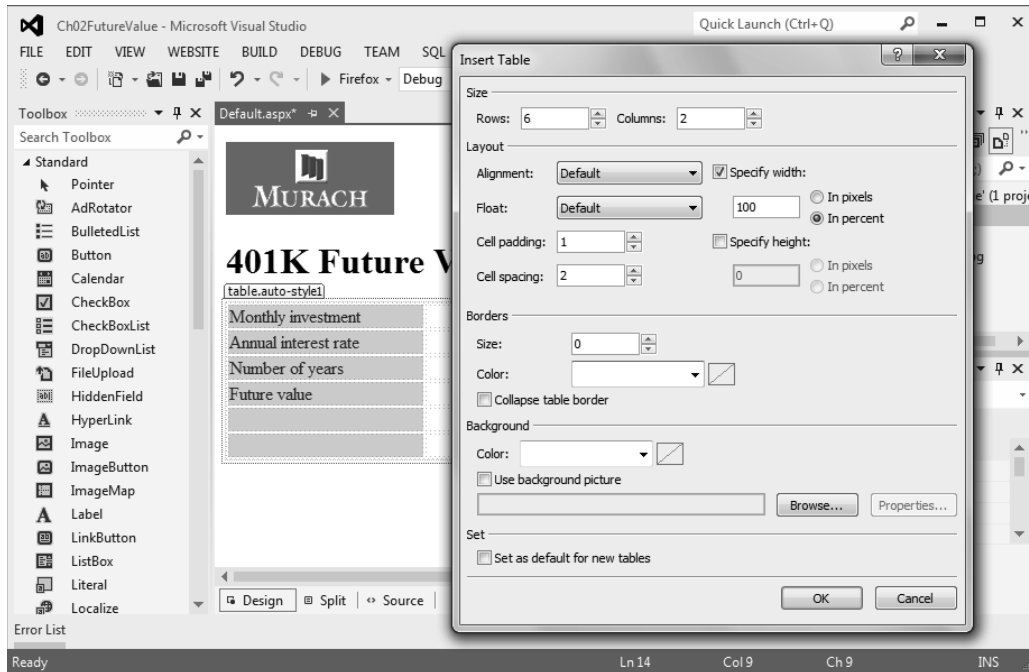 Ch02FutureValue - Microsoft Visual Studio
Quick Launch (Ctrl+Q)
FILE EDIT VIEW WEBSITE BUILD DEBUG TEAM SQL
Firefox - Debug
Toolbox
Search Toolbox
Standard
Pointer
AdRotator
BulletedList
Button
Calendar
CheckBox
CheckBoxList
DropDownList
FileUpload
HiddenField
HyperLink
Image
ImageButton
ImageMap
Label
LinkButton
ListBox
Literal
Localize
Default.aspx*
MURACH
401K Future V
table.auto-style1
Monthly investment
Annual interest rate
Number of years
Future value
Design Split Source
Insert Table
Size
Rows: 6 Columns: 2
Layout
Alignment: Default Specify width:
Float: Default 100 In pixels
In percent
Cell padding: 1 Specify height:
Cell spacing: 2 0 In pixels
In percent
Borders
Size: 0
Color:
Collapse table border
Background
Color:
Use background picture
Browse... Properties...
Set
Set as default for new tables
OK Cancel
e' (1 proj
Error List
Ready Ln 14 Col 9 Ch 9 INS